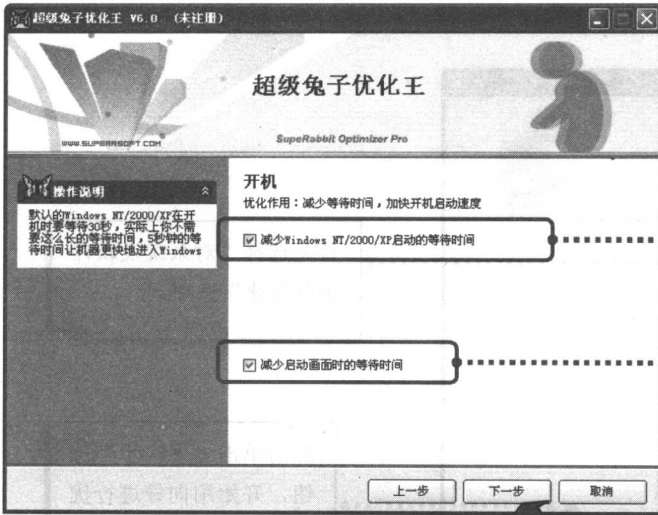 超级兔子优化王 V6.0 (未注册)
超级兔子优化王
WWW.SUPERRSOFT.COM
SupeRabbit Optimizer Pro
操作说明
默认的Windows NT/2000/XP在开
机时要等待30秒，实际上你不需
要这么长的等待时间，5秒钟的等
待时间让机器更快地进入Windows
开机
优化作用：减少等待时间，加快开机启动速度
减少Windows NT/2000/XP启动的等待时间
减少启动画面时的等待时间
上一步
下一步
取消